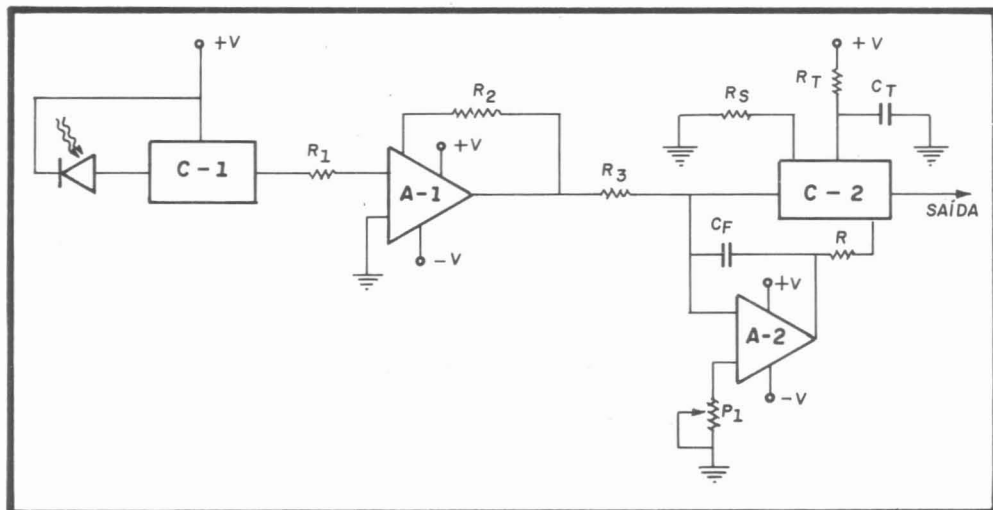 +V
R1
C-1
R2
+V
A-1
-V
R3
RS
+V
RT
CT
C-2
SAÍDA
CF
R
+V
A-2
-V
P1